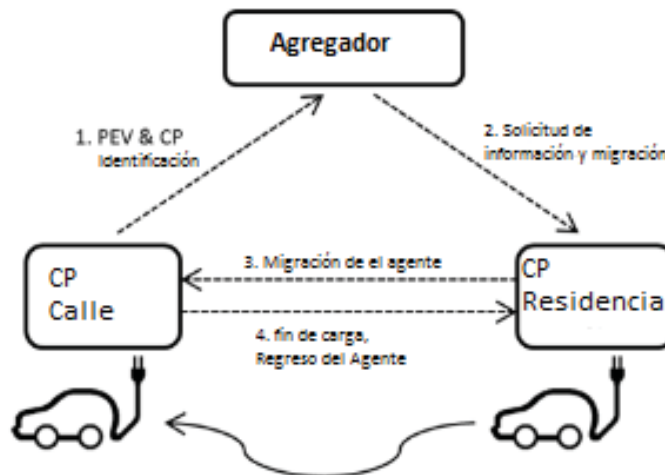 Agregador
1. PEV & CP
Identificación
2. Solicitud de
información y migración
CP
Calle
3. Migración de el agente
CP
Residencia
4. fin de carga,
Regreso del Agente